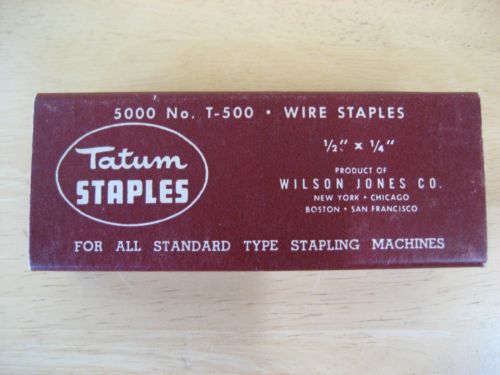 5000 No. T-500 • WIRE STAPLES
Tatum
STAPLES
1/2" x 1/4"
PRODUCT OF
WILSON JONES CO.
NEW YORK • CHICAGO
BOSTON • SAN FRANCISCO
FOR ALL STANDARD TYPE STAPLING MACHINES